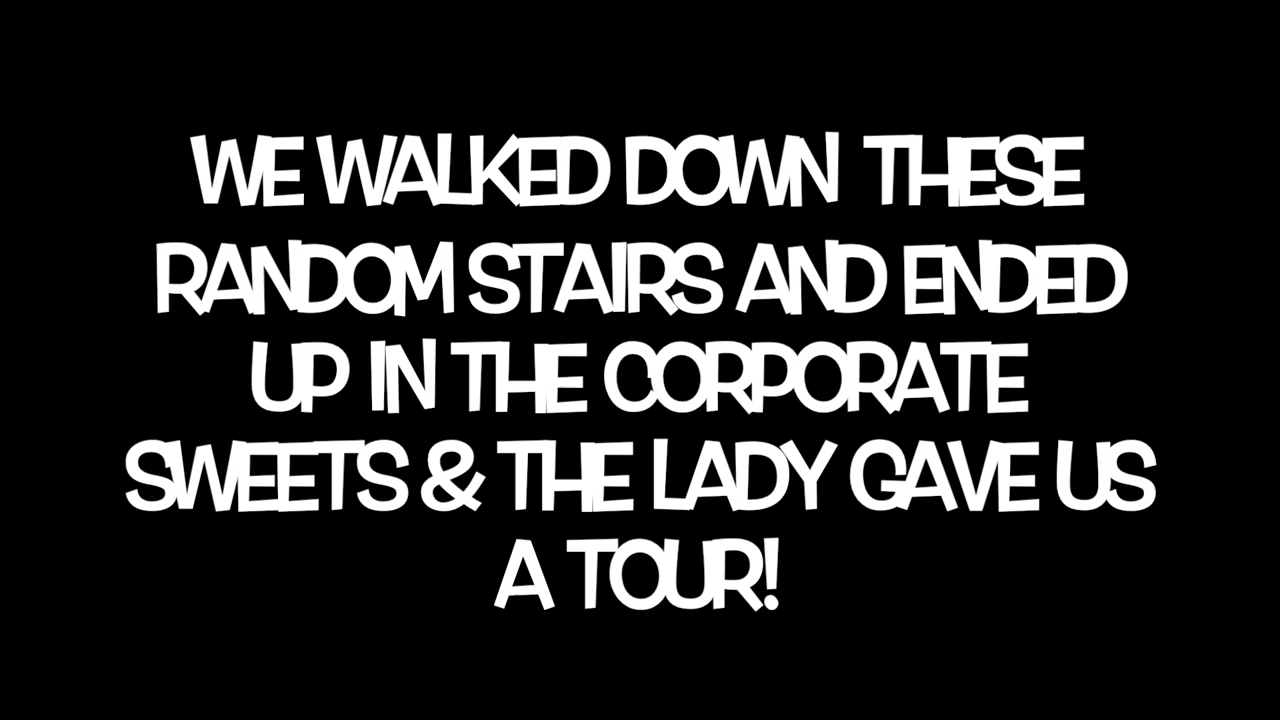 WE WALKED DOWN THESE
RANDOM STAIRS AND ENDED
UP IN THE CORPORATE
SWEETS & THE LADY GAVE US
A TOUR!